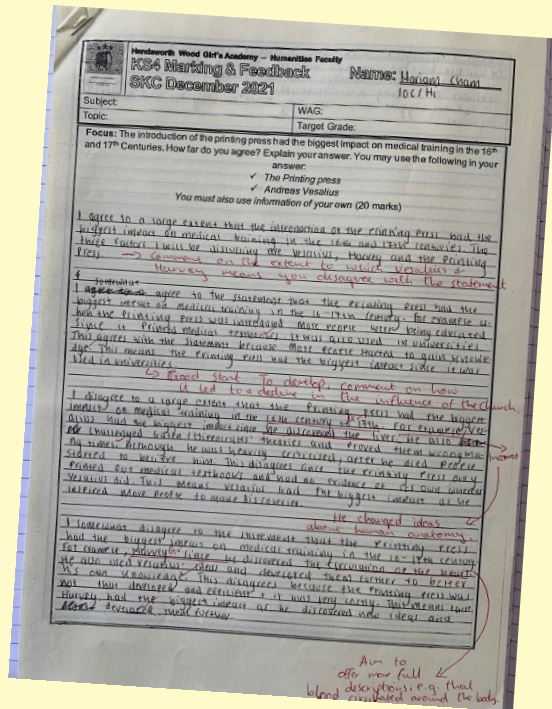 Handsworth Wood Girl's Academy – Humanities Faculty
KS4 Marking & Feedback
SKC December 2021
Name: Mariam Cham
10C/Hi
Subject:
WAG:
Topic:
Target Grade:
Focus: The introduction of the printing press had the biggest impact on medical training in the 16th
and 17th Centuries. How far do you agree? Explain your answer. You may use the following in your
answer:
✓ The Printing press
✓ Andreas Vesalius
You must also use information of your own (20 marks)
I agree to a large extent that the introduction of the printing Press had the
biggest impact on medical training in the 16th and 17th centuries. The
three factors I will be disucing are Vesalius, Harvey and the Printing
Press.
→ Comment on the extent to which Vesalius &
Harvey means you disagree with the statement
I somewhat agree to the statement that the Printing Press had the
biggest impact on medical training in the 16-17th century. For example w-
hen the Printing Press was introduced more people were being educated
since it printed medical textbooks, it was also used in universities.
This agrees with the statement because more people started to gain knowle-
dge. This means the Printing Press had the biggest impact since it was
used in universities.
↳ Good start. To develop, comment on how
it led to a decline in the influence of the Church.
I disagree to a large extent that the Printing press had the bigges-
impact on medical training in the 16th century to 17th. For example, Ves-
alius had the biggest impact since he discovered the liver, he also
challenged Galen theories and proved them wrong ma-
ny times. Although he was heavily criticised, after he died people
started to believe him. This disagrees since the Printing Press only
printed out medical textbooks and had no evidence of its own whereas
Vesalius did. This means Vesalius had the biggest impact as he
inspired more people to make discoveries.
He changed ideas
about human anatomy.
I somewhat disagree to the statement that the Printing Press
had the biggest impact on medical training in the 16-17th century.
For example, Harvey since he discovered the circulation of the heart.
He also used Vesalius' ideas and developed them further to better
his own knowledge. This disagrees because the Printing Press was
not that developed and efficient, it was very costly. This means that
Harvey had the biggest impact as he discovered new ideas and
developed them further.
Aim to
offer more full
descriptions, e.g. that
blood circulated around the body.